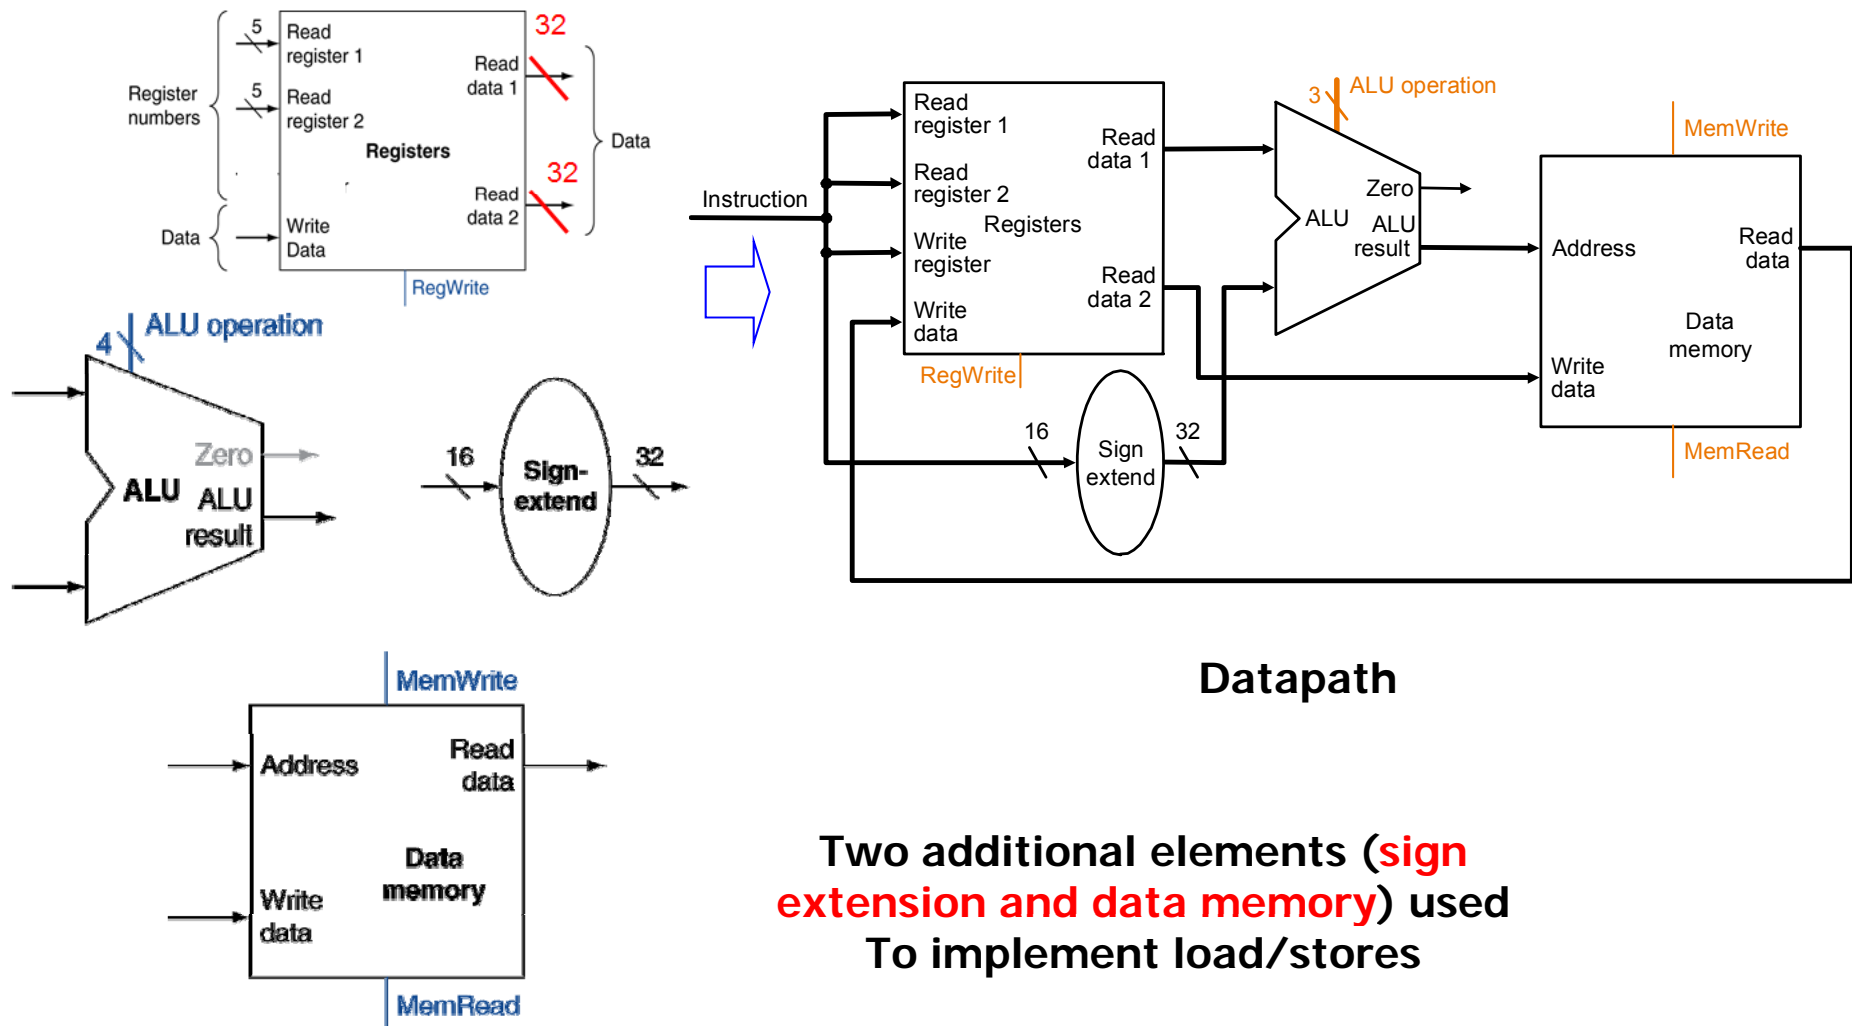 5
Read
register 1
32
Read
data 1
Register
numbers
5
Read
register 2
Registers
Data
32
Read
data 2
Data
Write
Data
RegWrite
4
ALU operation
Zero
ALU
ALU
result
16
Sign-
extend
32
MemWrite
Address
Read
data
Data
memory
Write
data
MemRead
Instruction
Read
register 1
Read
data 1
Read
register 2
Registers
Write
register
Read
data 2
Write
data
RegWrite
3
ALU operation
Zero
ALU
ALU
result
MemWrite
Address
Read
data
Data
memory
Write
data
MemRead
16
Sign
extend
32
Datapath
Two additional elements (sign
extension and data memory) used
To implement load/stores